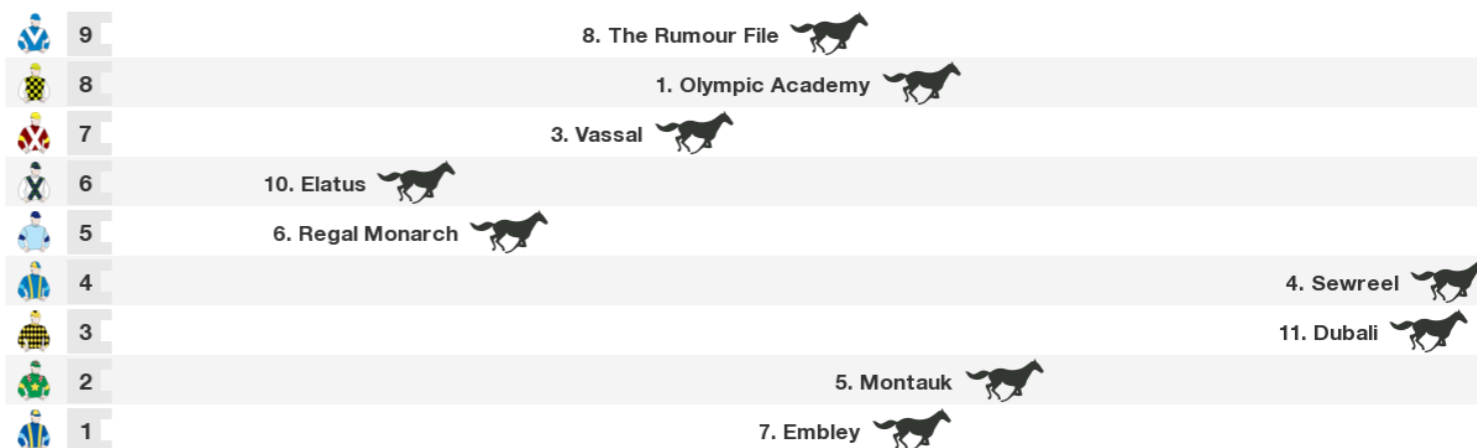 9 8. The Rumour File
8 1. Olympic Academy
7 3. Vassal
6 10. Elatus
5 6. Regal Monarch
4 4. Sewreel
3 11. Dubali
2 5. Montauk
1 7. Embley